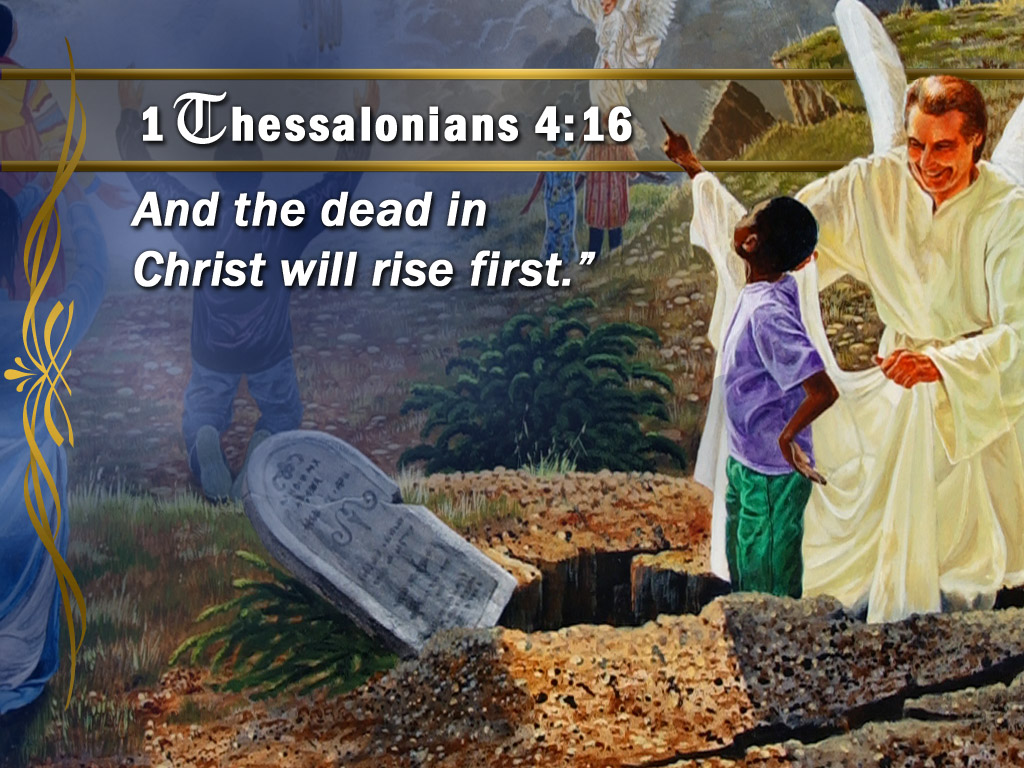 1 Thessalonians 4:16
And the dead in
Christ will rise first.”